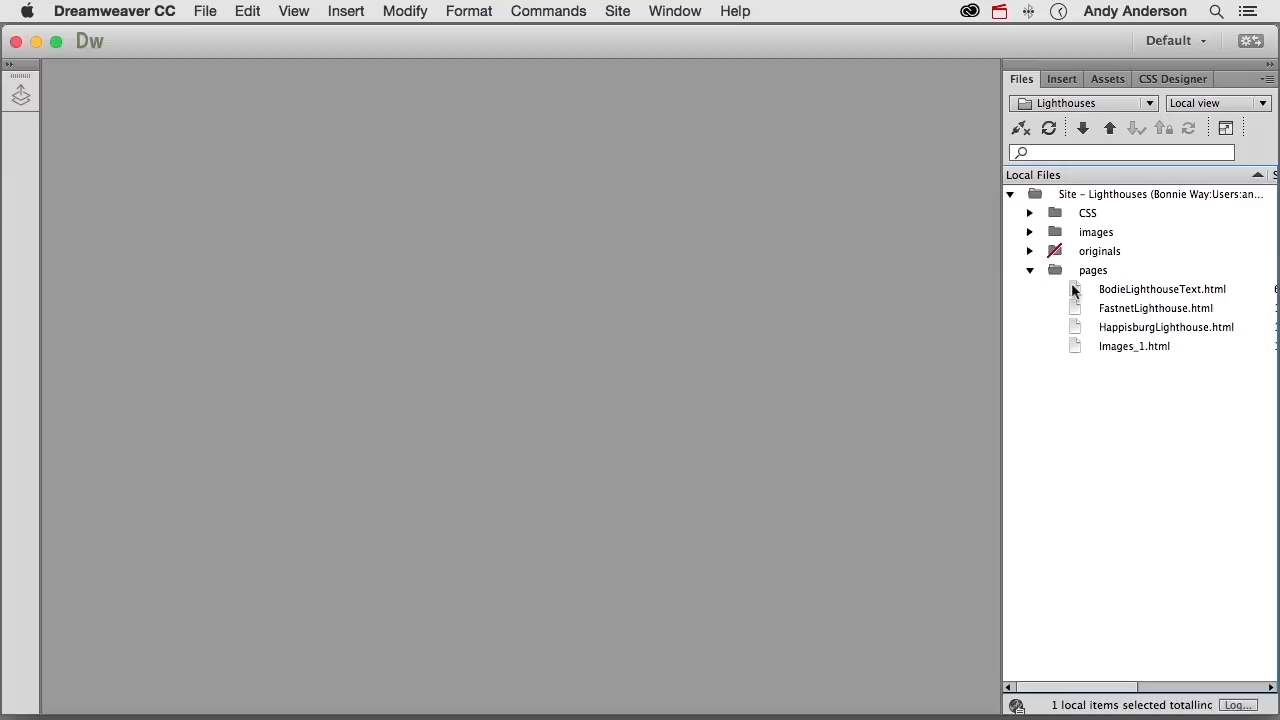 Dreamweaver CC File Edit View Insert Modify Format Commands Site Window Help Andy Anderson
Dw Default
Files Insert Assets CSS Designer
Lighthouses Local view
Local Files S
Site - Lighthouses (Bonnie Way:Users:an...
CSS
images
originals
pages
BodieLighthouseText.html
FastnetLighthouse.html
HappisburgLighthouse.html
Images_1.html
1 local items selected totalling Log...